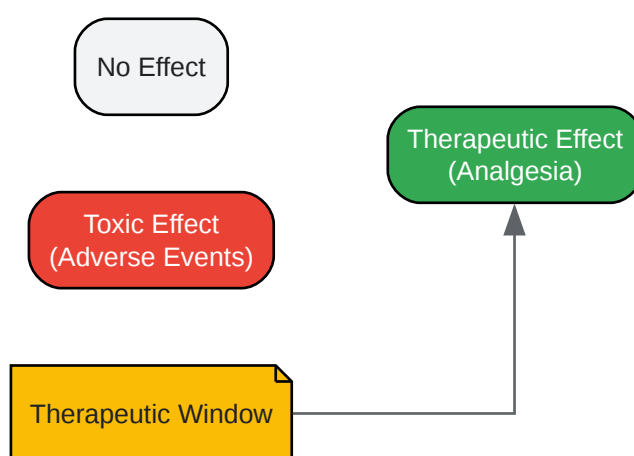 No Effect
Therapeutic Effect
(Analgesia)
Toxic Effect
(Adverse Events)
Therapeutic Window